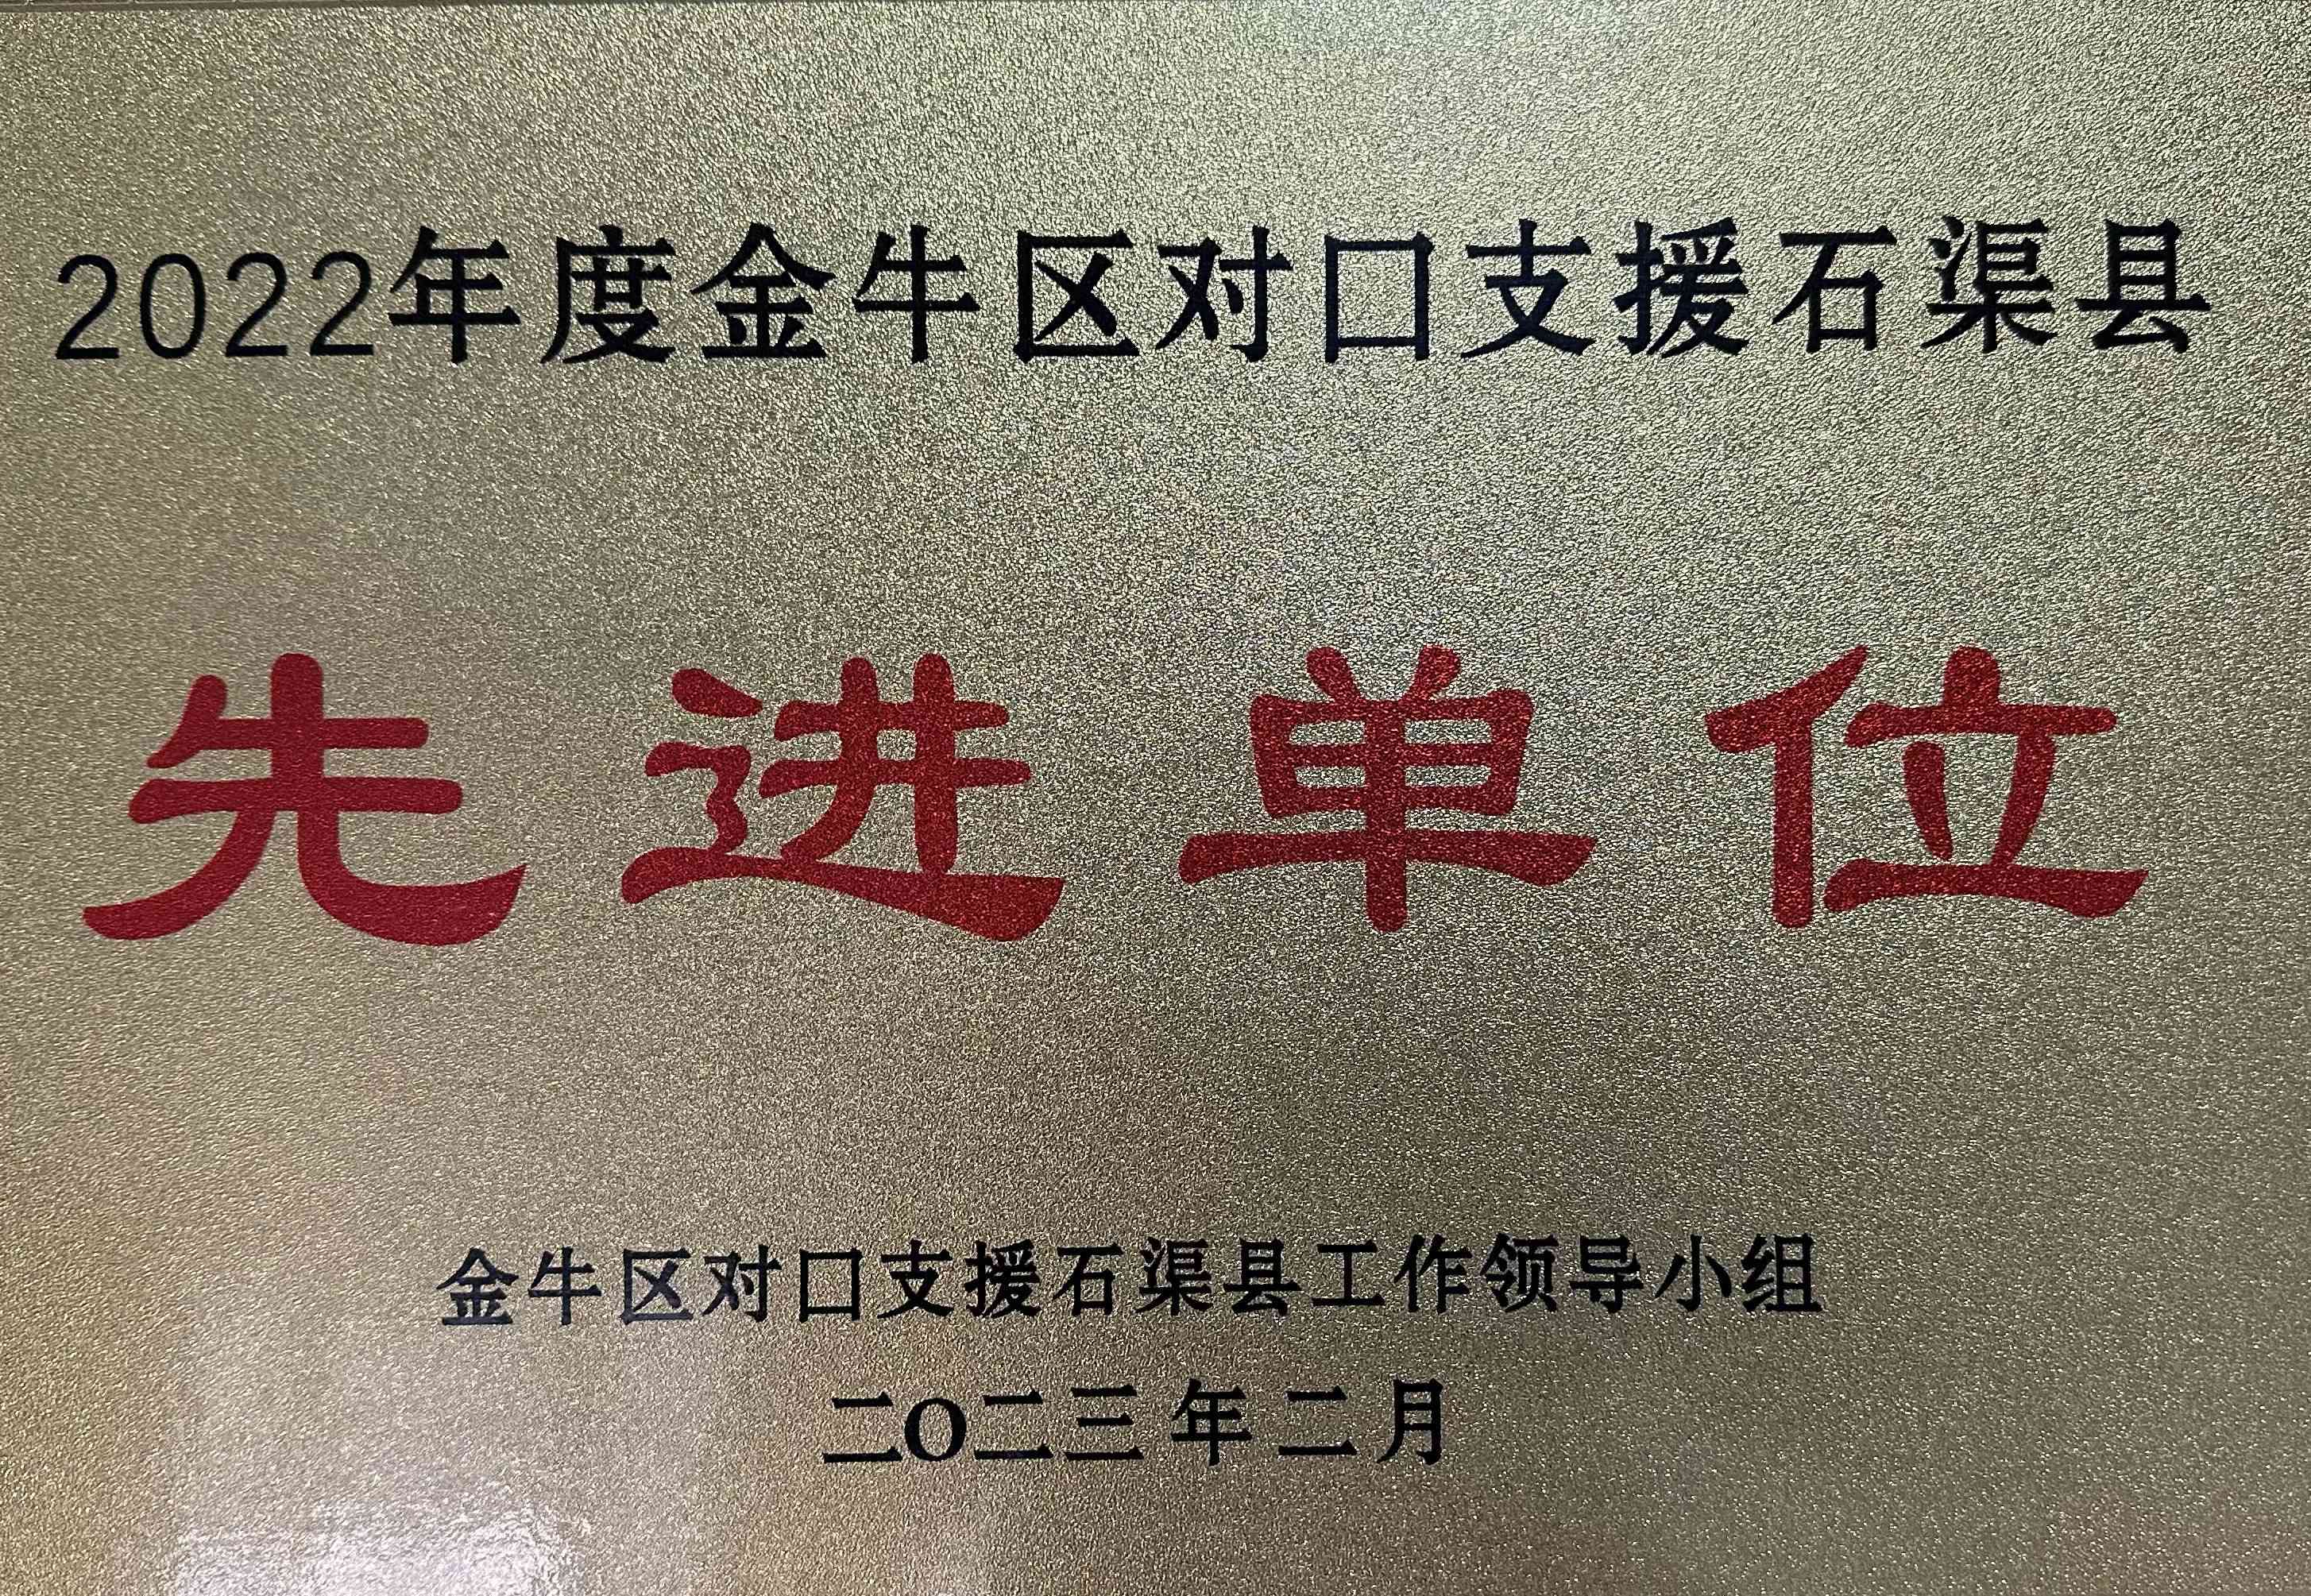 2022年度金牛区对口支援石渠县
先进单位
金牛区对口支援石渠县工作领导小组
二O二三年二月